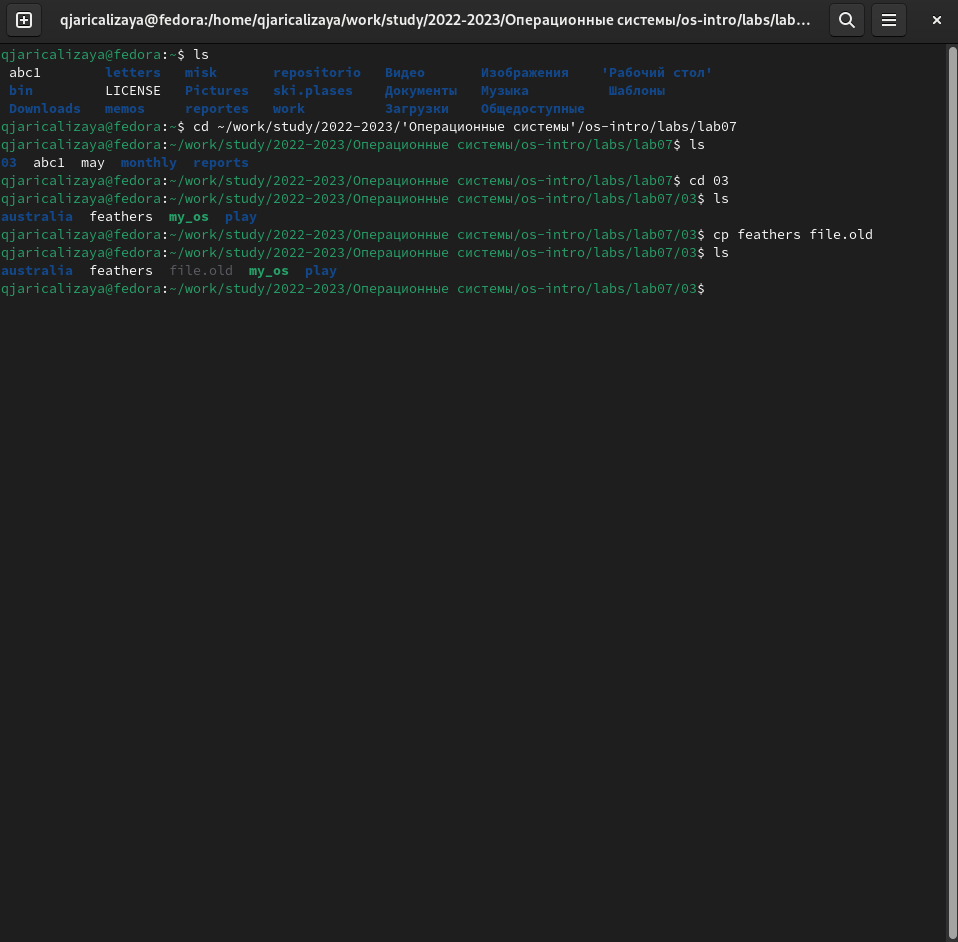 qjaricalizaya@fedora:/home/qjaricalizaya/work/study/2022-2023/Операционные системы/os-intro/labs/lab...
qjaricalizaya@fedora:~$ ls
abc1 letters misk repositorio Видео Изображения 'Рабочий стол'
bin LICENSE Pictures ski.plases Документы Музыка Шаблоны
Downloads memos reportes work Загрузки Общедоступные
qjaricalizaya@fedora:~$ cd ~/work/study/2022-2023/'Операционные системы'/os-intro/labs/lab07
qjaricalizaya@fedora:~/work/study/2022-2023/Операционные системы/os-intro/labs/lab07$ ls
03 abc1 may monthly reports
qjaricalizaya@fedora:~/work/study/2022-2023/Операционные системы/os-intro/labs/lab07$ cd 03
qjaricalizaya@fedora:~/work/study/2022-2023/Операционные системы/os-intro/labs/lab07/03$ ls
australia feathers my_os play
qjaricalizaya@fedora:~/work/study/2022-2023/Операционные системы/os-intro/labs/lab07/03$ cp feathers file.old
qjaricalizaya@fedora:~/work/study/2022-2023/Операционные системы/os-intro/labs/lab07/03$ ls
australia feathers file.old my_os play
qjaricalizaya@fedora:~/work/study/2022-2023/Операционные системы/os-intro/labs/lab07/03$